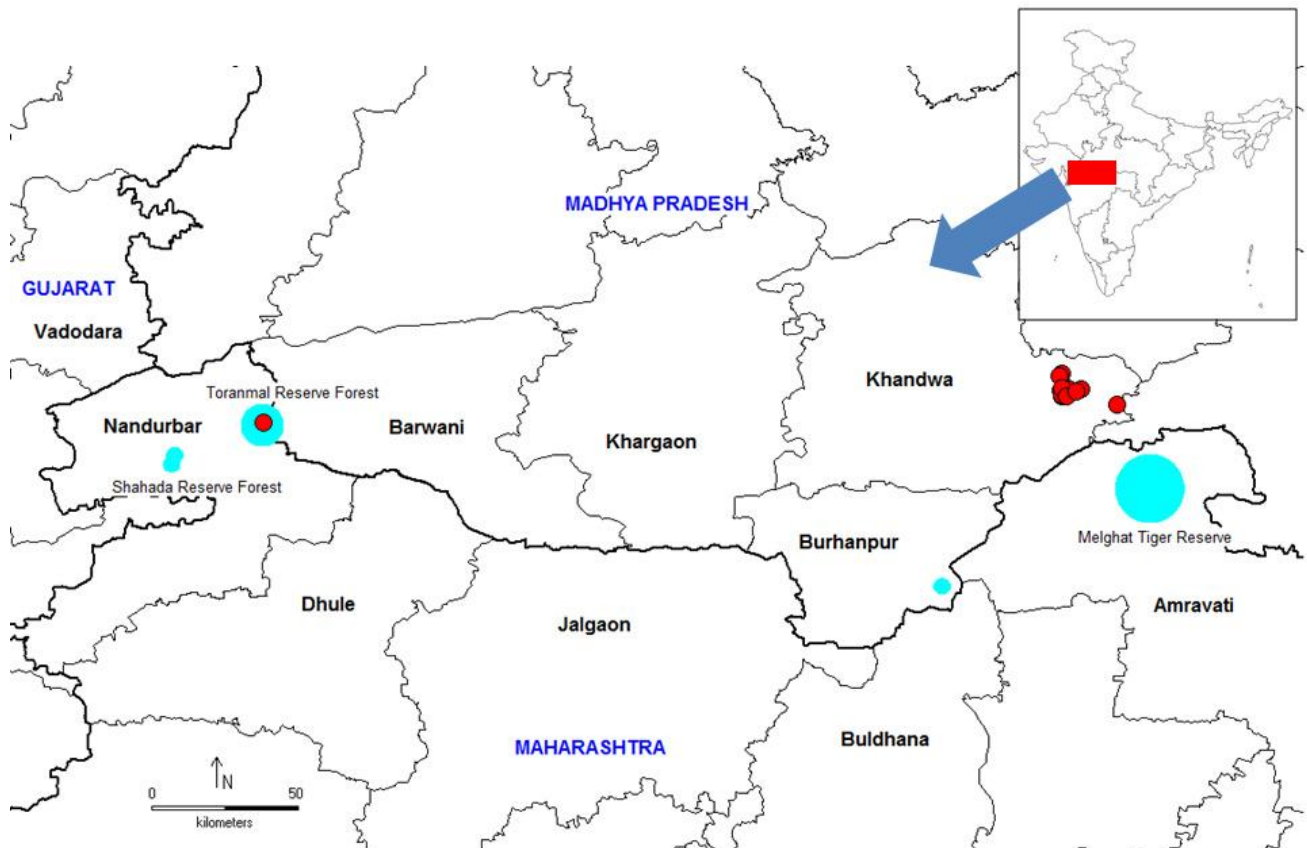 MADHYA PRADESH
GUJARAT
Vadodara
Khandwa
Toranmal Reserve Forest
Nandurbar
Barwani
Khargaon
Shahada Reserve Forest
Burhanpur
Melghat Tiger Reserve
Dhule
Jalgaon
Amravati
MAHARASHTRA
Buldhana
N
0 50
kilometers